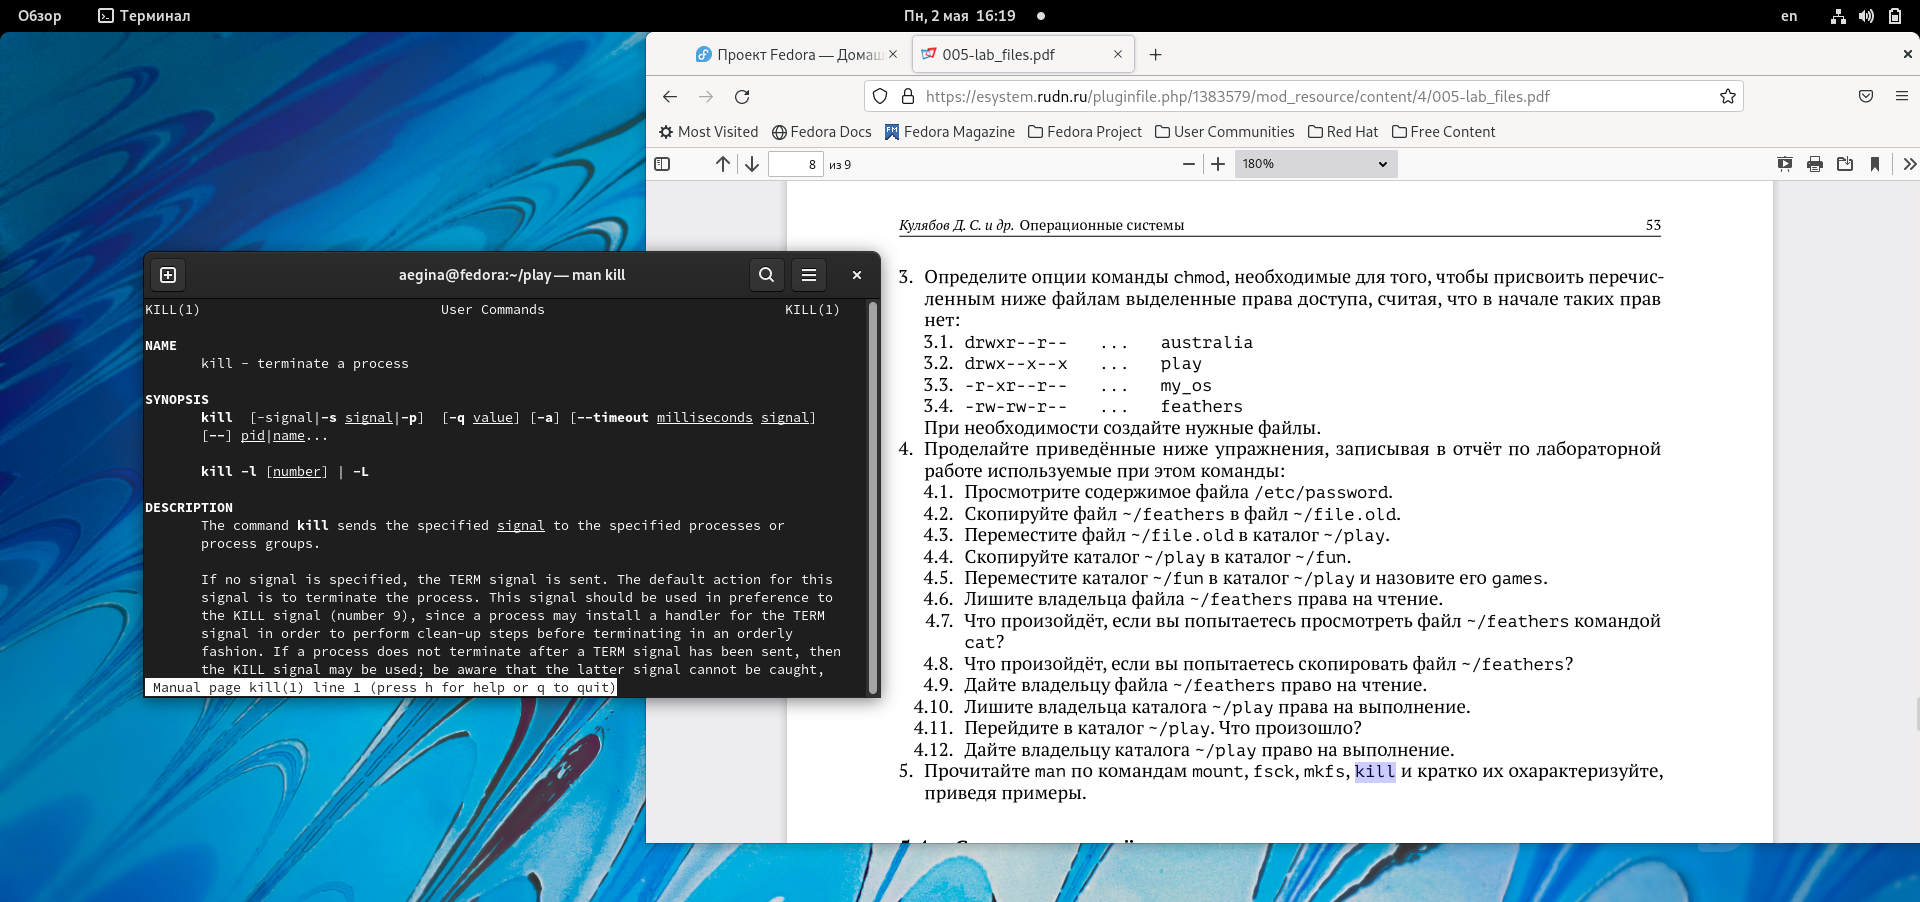 Обзор
Терминал
Пн, 2 мая 16:19
en
Проект Fedora — Домаш
005-lab_files.pdf
https://esystem.rudn.ru/pluginfile.php/1383579/mod_resource/content/4/005-lab_files.pdf
Most Visited
Fedora Docs
Fedora Magazine
Fedora Project
User Communities
Red Hat
Free Content
8 из 9
180%
Кулябов Д. С. и др. Операционные системы 53
3. Определите опции команды chmod, необходимые для того, чтобы присвоить перечис-
ленным ниже файлам выделенные права доступа, считая, что в начале таких прав
нет:
3.1. drwxr--r-- ... australia
3.2. drwx--x--x ... play
3.3. -r-xr--r-- ... my_os
3.4. -rw-rw-r-- ... feathers
При необходимости создайте нужные файлы.
4. Проделайте приведённые ниже упражнения, записывая в отчёт по лабораторной
работе используемые при этом команды:
4.1. Просмотрите содержимое файла /etc/password.
4.2. Скопируйте файл ~/feathers в файл ~/file.old.
4.3. Переместите файл ~/file.old в каталог ~/play.
4.4. Скопируйте каталог ~/play в каталог ~/fun.
4.5. Переместите каталог ~/fun в каталог ~/play и назовите его games.
4.6. Лишите владельца файла ~/feathers права на чтение.
4.7. Что произойдёт, если вы попытаетесь просмотреть файл ~/feathers командой
cat?
4.8. Что произойдёт, если вы попытаетесь скопировать файл ~/feathers?
4.9. Дайте владельцу файла ~/feathers право на чтение.
4.10. Лишите владельца каталога ~/play права на выполнение.
4.11. Перейдите в каталог ~/play. Что произошло?
4.12. Дайте владельцу каталога ~/play право на выполнение.
5. Прочитайте man по командам mount, fsck, mkfs, kill и кратко их охарактеризуйте,
приведя примеры.
aegina@fedora:~/play — man kill
KILL(1) User Commands KILL(1)
NAME
kill - terminate a process
SYNOPSIS
kill [-signal|-s signal|-p] [-q value] [-a] [--timeout milliseconds signal]
[--] pid|name...
kill -l [number] | -L
DESCRIPTION
The command kill sends the specified signal to the specified processes or
process groups.
If no signal is specified, the TERM signal is sent. The default action for this
signal is to terminate the process. This signal should be used in preference to
the KILL signal (number 9), since a process may install a handler for the TERM
signal in order to perform clean-up steps before terminating in an orderly
fashion. If a process does not terminate after a TERM signal has been sent, then
the KILL signal may be used; be aware that the latter signal cannot be caught,
Manual page kill(1) line 1 (press h for help or q to quit)